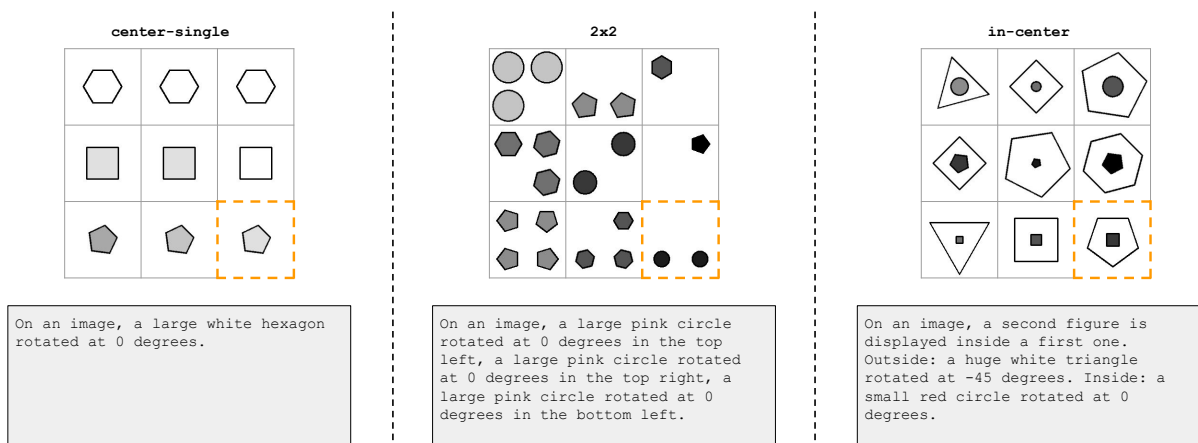 center-single
On an image, a large white hexagon
rotated at 0 degrees.
2x2
On an image, a large pink circle
rotated at 0 degrees in the top
left, a large pink circle rotated
at 0 degrees in the top right, a
large pink circle rotated at 0
degrees in the bottom left.
in-center
On an image, a second figure is
displayed inside a first one.
Outside: a huge white triangle
rotated at -45 degrees. Inside: a
small red circle rotated at 0
degrees.